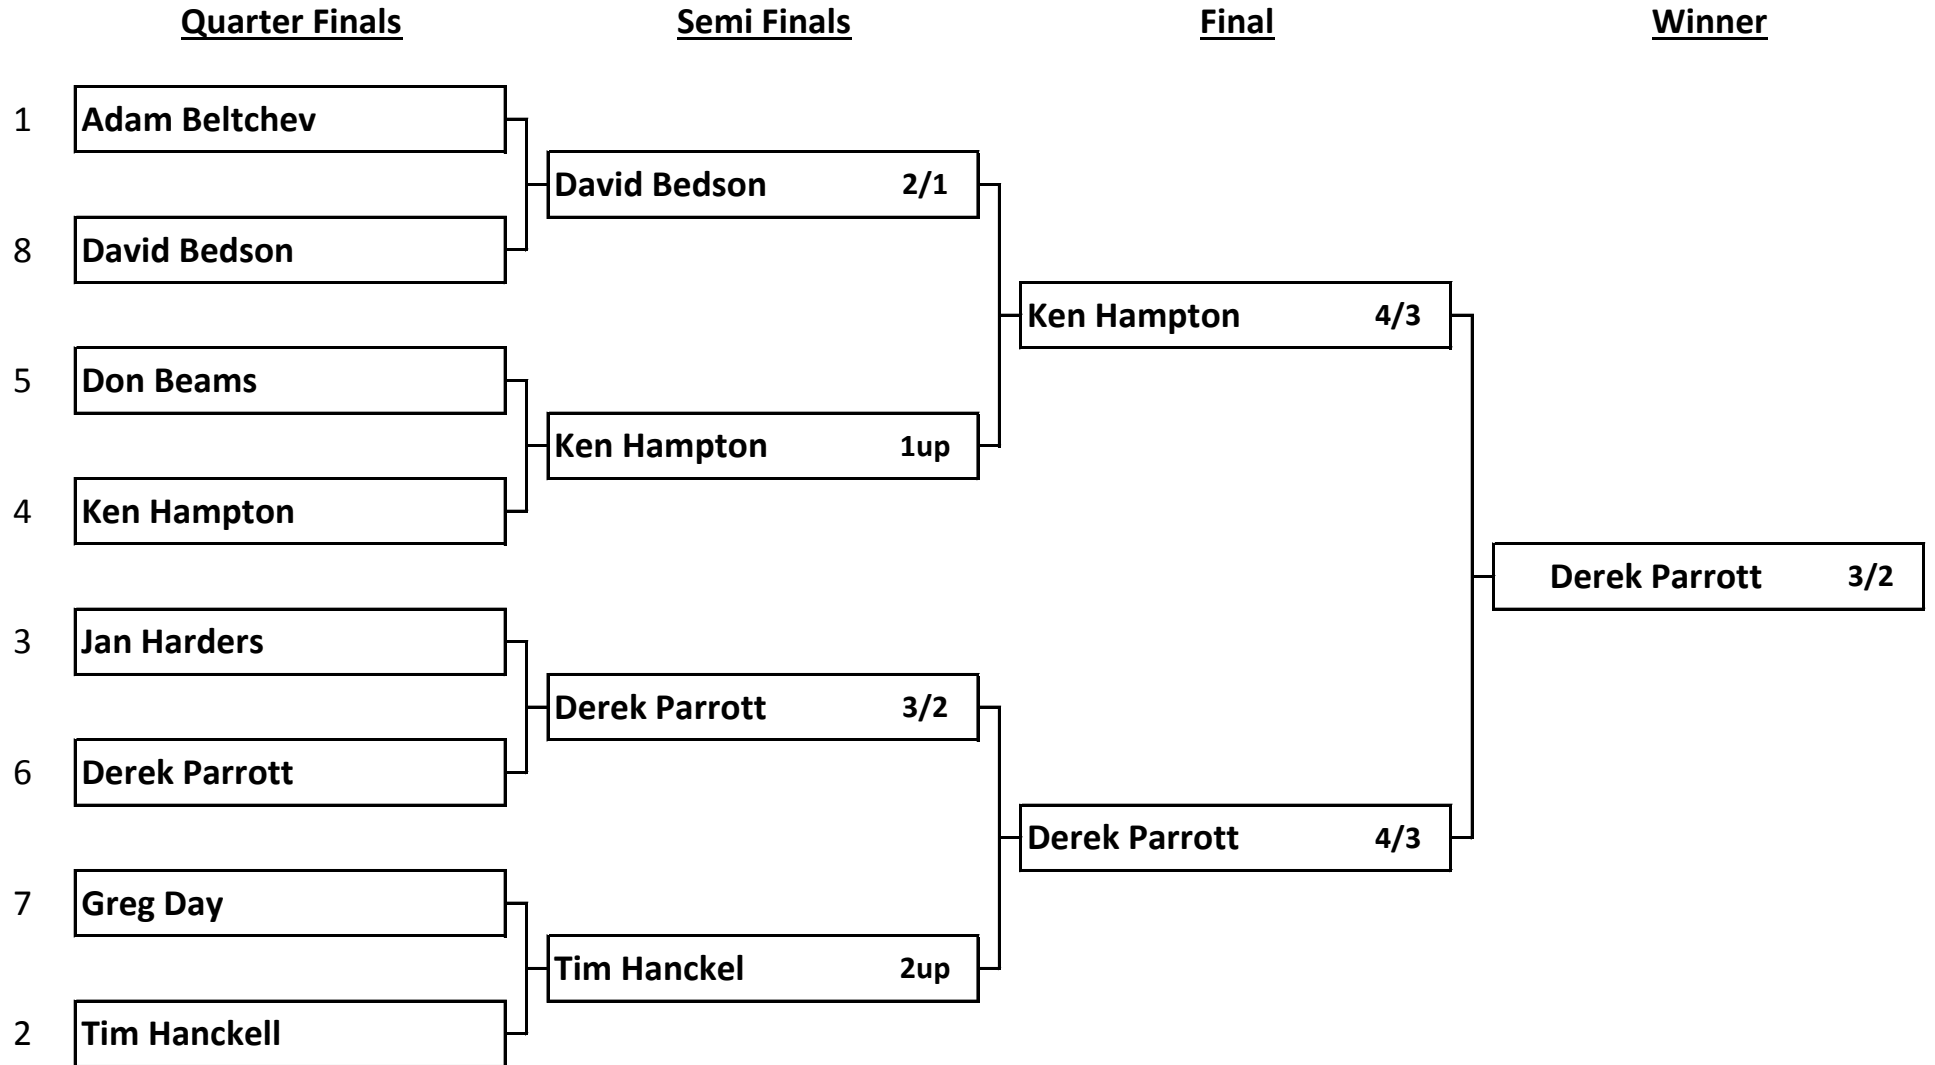 Quarter Finals Semi Finals Final Winner
1 Adam Beltchev
David Bedson 2/1
8 David Bedson
Ken Hampton 4/3
5 Don Beams
Ken Hampton 1up
4 Ken Hampton
Derek Parrott 3/2
3 Jan Harders
Derek Parrott 3/2
6 Derek Parrott
Derek Parrott 4/3
7 Greg Day
Tim Hanckel 2up
2 Tim Hanckell